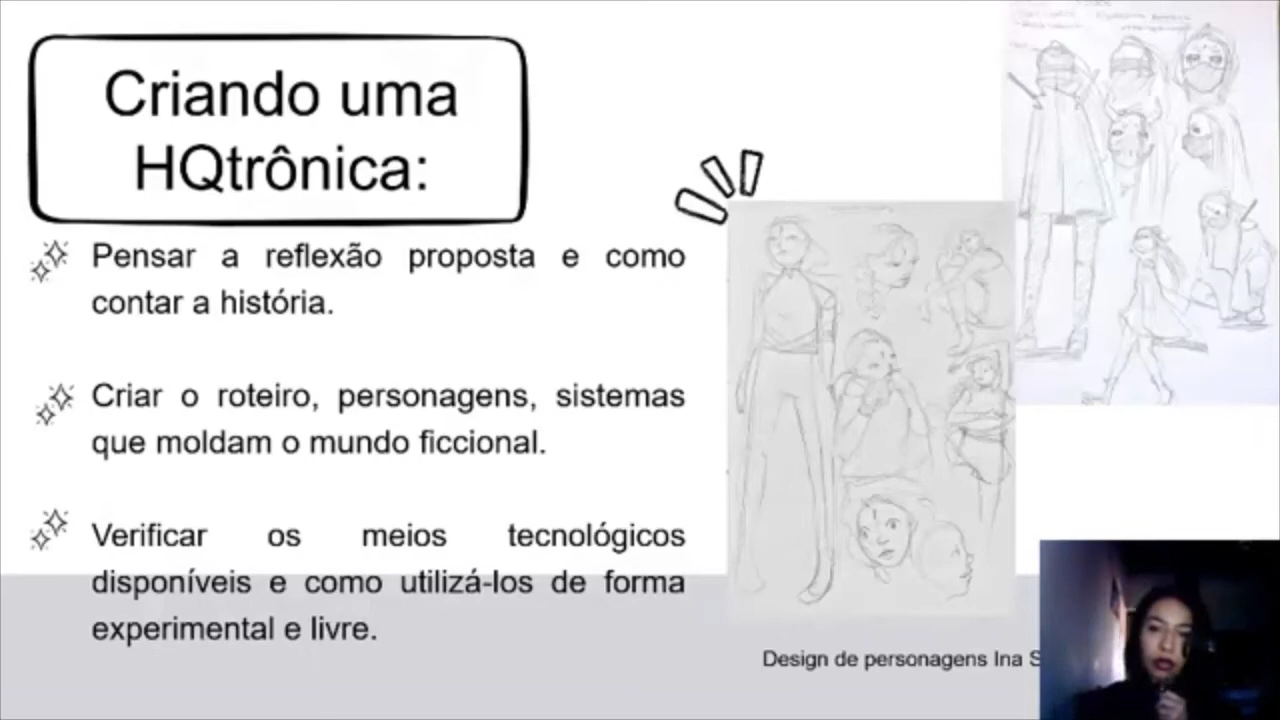 Criando uma
HQtrônica:
Pensar a reflexão proposta e como
contar a história.
Criar o roteiro, personagens, sistemas
que moldam o mundo ficcional.
Verificar os meios tecnológicos
disponíveis e como utilizá-los de forma
experimental e livre.
Design de personagens Ina S